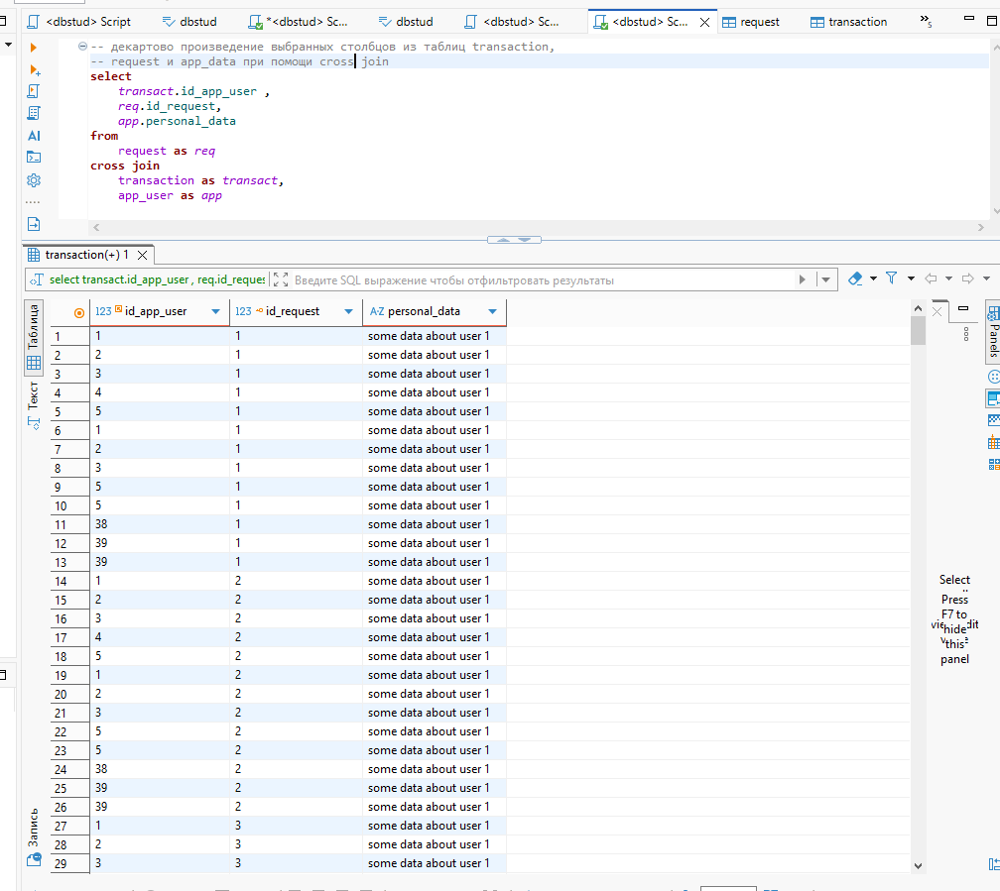 <dbstud> Script dbstud *<dbstud> Sc... dbstud <dbstud> Sc... <dbstud> Sc... request transaction »5
-- декартово произведение выбранных столбцов из таблиц transaction,
-- request и app_data при помощи cross join
select
transact.id_app_user ,
req.id_request,
app.personal_data
from
request as req
cross join
transaction as transact,
app_user as app
AI
transaction(+) 1
select transact.id_app_user , req.id_reques Введите SQL выражение чтобы отфильтровать результаты
Таблица
Текст
Запись
123 id_app_user 123 id_request A-Z personal_data
1 1 1 some data about user 1
2 2 1 some data about user 1
3 3 1 some data about user 1
4 4 1 some data about user 1
5 5 1 some data about user 1
6 1 1 some data about user 1
7 2 1 some data about user 1
8 3 1 some data about user 1
9 5 1 some data about user 1
10 5 1 some data about user 1
11 38 1 some data about user 1
12 39 1 some data about user 1
13 39 1 some data about user 1
14 1 2 some data about user 1
15 2 2 some data about user 1
16 3 2 some data about user 1
17 4 2 some data about user 1
18 5 2 some data about user 1
19 1 2 some data about user 1
20 2 2 some data about user 1
21 3 2 some data about user 1
22 5 2 some data about user 1
23 5 2 some data about user 1
24 38 2 some data about user 1
25 39 2 some data about user 1
26 39 2 some data about user 1
27 1 3 some data about user 1
28 2 3 some data about user 1
29 3 3 some data about user 1
Panels
Select
Press
F7 to
hide
this
panel